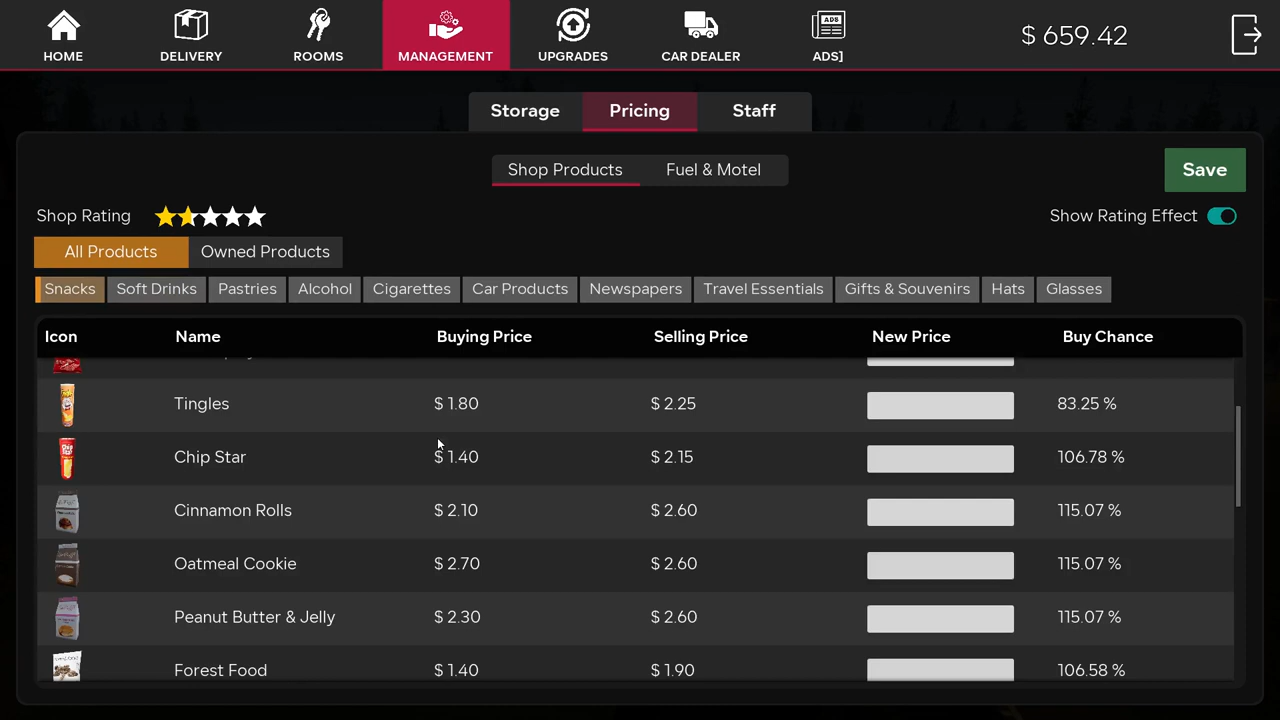 HOME DELIVERY ROOMS MANAGEMENT UPGRADES CAR DEALER ADS] $ 659.42
Storage Pricing Staff
Shop Products Fuel & Motel Save
Shop Rating Show Rating Effect
All Products Owned Products
Snacks Soft Drinks Pastries Alcohol Cigarettes Car Products Newspapers Travel Essentials Gifts & Souvenirs Hats Glasses
Icon Name Buying Price Selling Price New Price Buy Chance
Tingles $ 1.80 $ 2.25 83.25 %
Chip Star $ 1.40 $ 2.15 106.78 %
Cinnamon Rolls $ 2.10 $ 2.60 115.07 %
Oatmeal Cookie $ 2.70 $ 2.60 115.07 %
Peanut Butter & Jelly $ 2.30 $ 2.60 115.07 %
Forest Food $ 1.40 $ 1.90 106.58 %